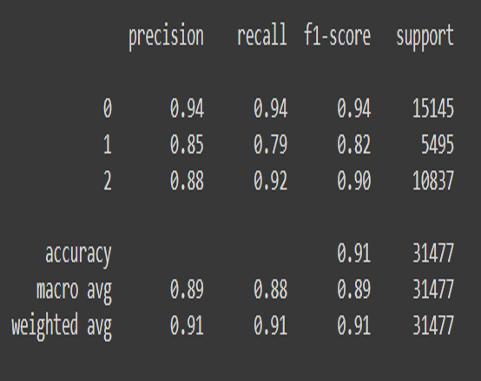 precision recall f1-score support
0 0.94 0.94 0.94 15145
1 0.85 0.79 0.82 5495
2 0.88 0.92 0.90 10837
accuracy 0.91 31477
macro avg 0.89 0.88 0.89 31477
weighted avg 0.91 0.91 0.91 31477